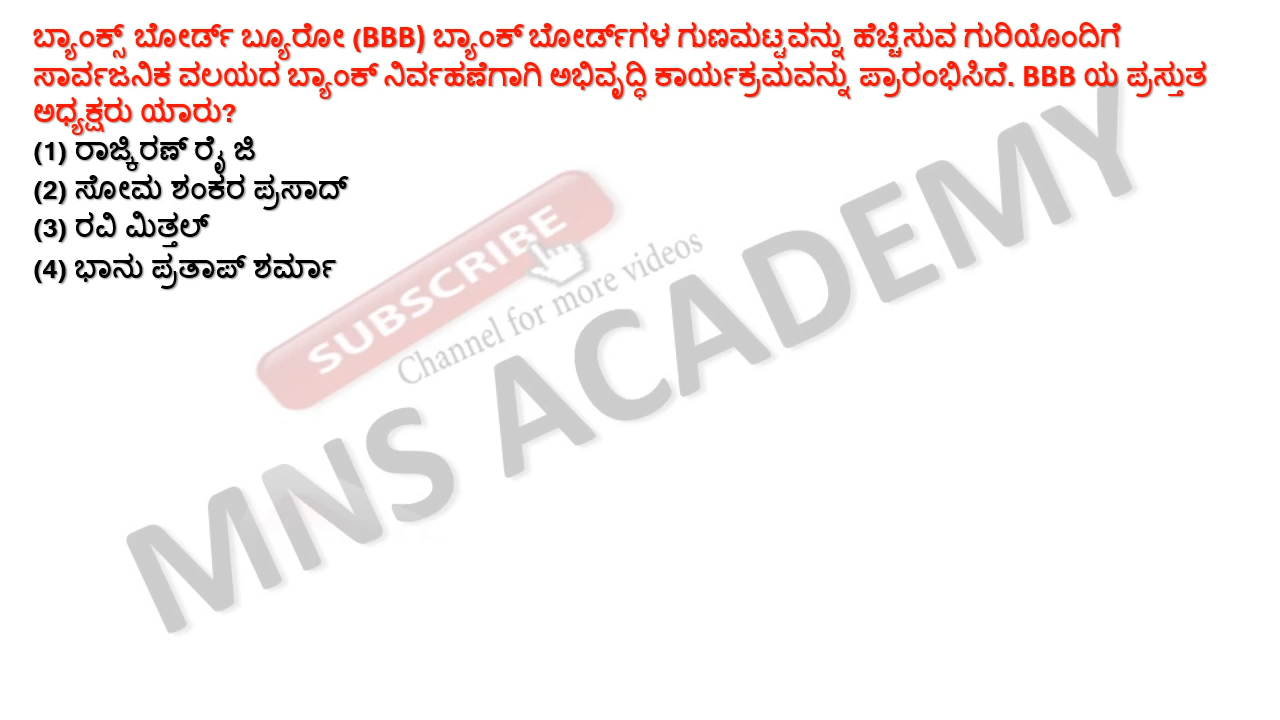 ಬ್ಯಾಂಕ್ಸ್ ಬೋರ್ಡ್ ಬ್ಯೂರೋ (BBB) ಬ್ಯಾಂಕ್ ಬೋರ್ಡ್‌ಗಳ ಗುಣಮಟ್ಟವನ್ನು ಹೆಚ್ಚಿಸುವ ಗುರಿಯೊಂದಿಗೆ
ಸಾರ್ವಜನಿಕ ವಲಯದ ಬ್ಯಾಂಕ್ ನಿರ್ವಹಣೆಗಾಗಿ ಅಭಿವೃದ್ಧಿ ಕಾರ್ಯಕ್ರಮವನ್ನು ಪ್ರಾರಂಭಿಸಿದೆ. BBB ಯ ಪ್ರಸ್ತುತ
ಅಧ್ಯಕ್ಷರು ಯಾರು?
(1) ರಾಜ್ಕಿರಣ್ ರೈ ಜಿ
(2) ಸೋಮ ಶಂಕರ ಪ್ರಸಾದ್
(3) ರವಿ ಮಿತ್ತಲ್
(4) ಭಾನು ಪ್ರತಾಪ್ ಶರ್ಮಾ
SUBSCRIBE
Channel for more videos
MNS ACADEMY